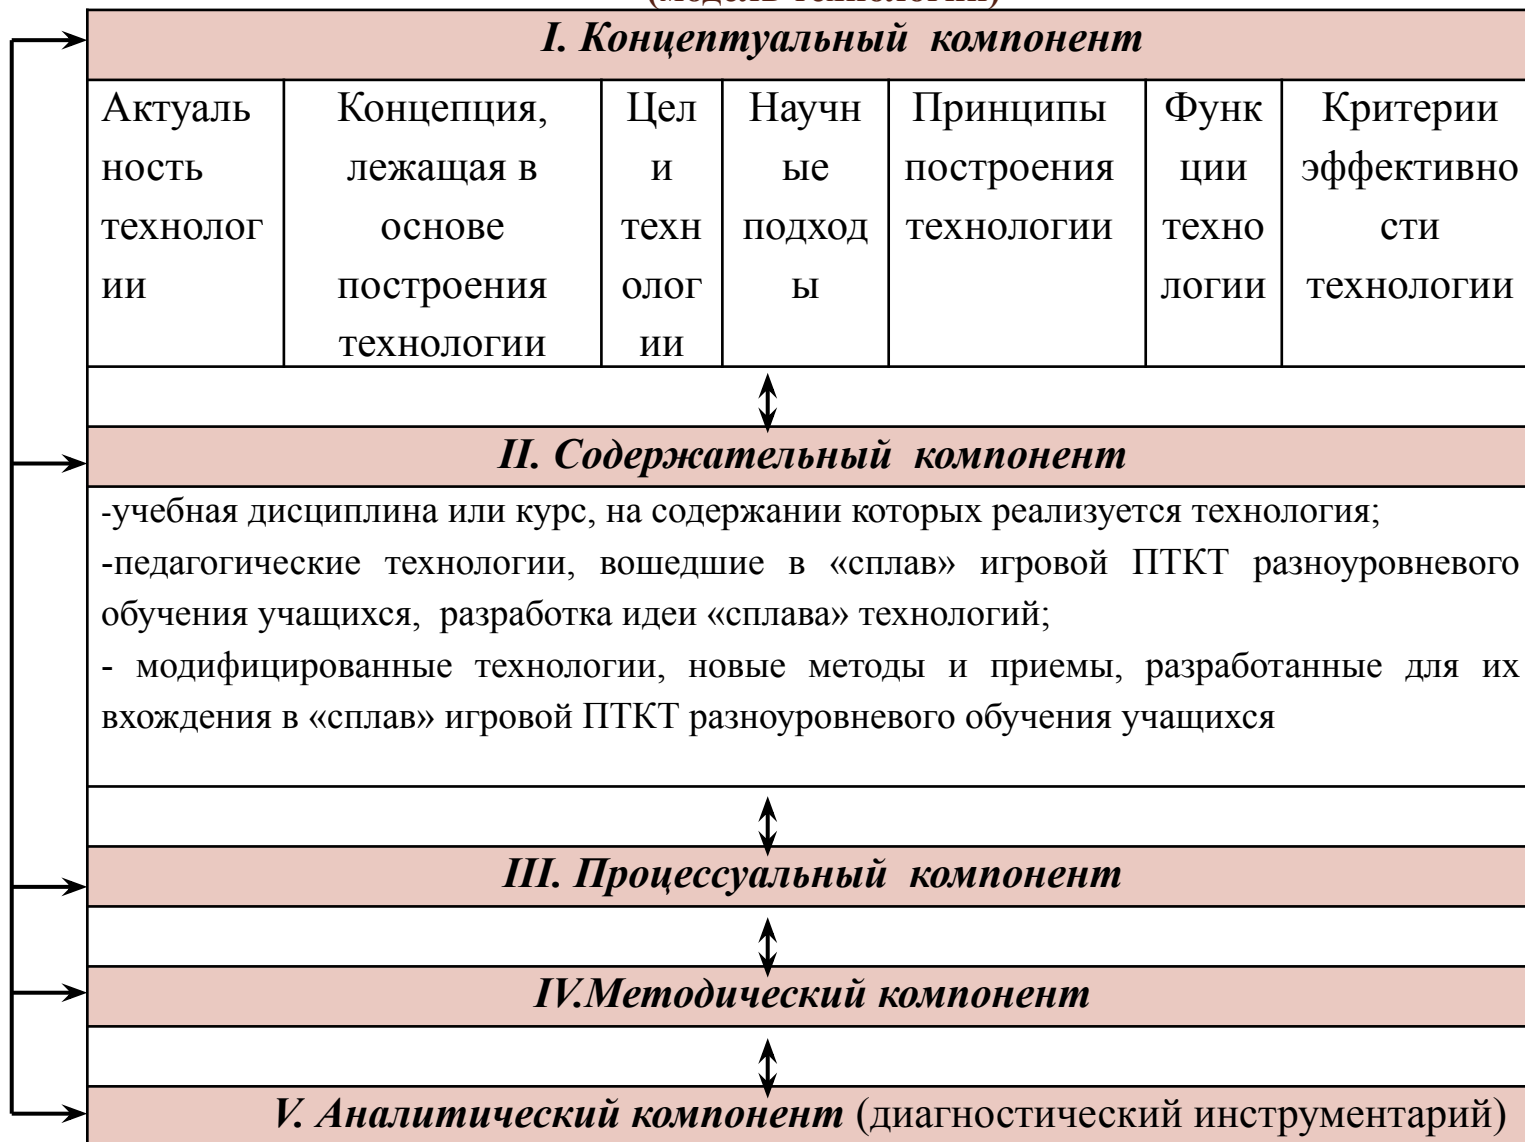 (модель технологии)
I. Концептуальный компонент
Актуаль
ность
технолог
ии
Концепция,
лежащая в
основе
построения
технологии
Цел
и
техн
олог
ии
Научн
ые
подход
ы
Принципы
построения
технологии
Функ
ции
техно
логии
Критерии
эффективно
сти
технологии
II. Содержательный компонент
-учебная дисциплина или курс, на содержании которых реализуется технология;
-педагогические технологии, вошедшие в «сплав» игровой ПТКТ разноуровневого
обучения учащихся, разработка идеи «сплава» технологий;
- модифицированные технологии, новые методы и приемы, разработанные для их
вхождения в «сплав» игровой ПТКТ разноуровневого обучения учащихся
III. Процессуальный компонент
IV.Методический компонент
V. Аналитический компонент (диагностический инструментарий)